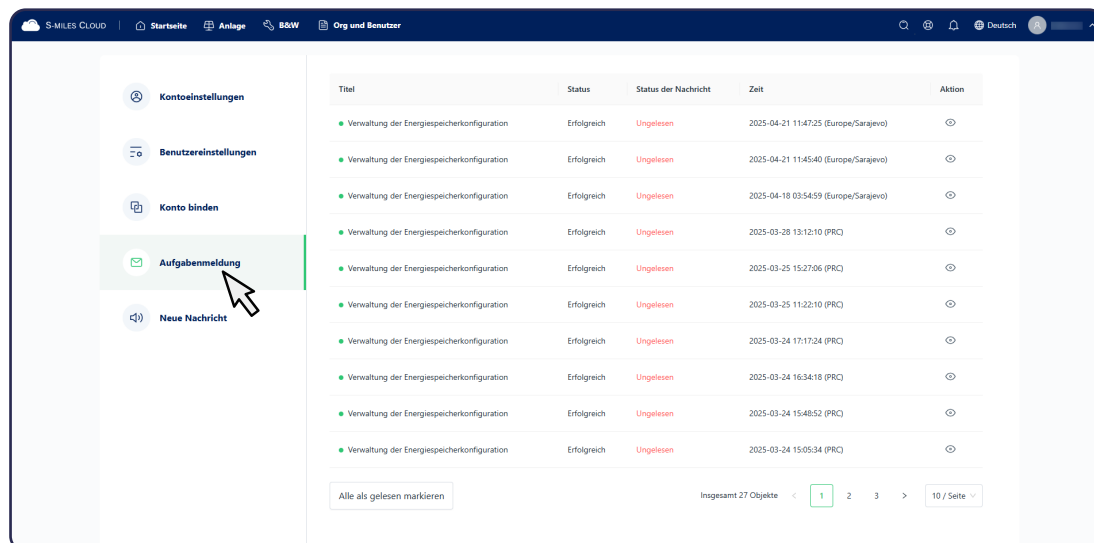 S-MILES CLOUD Startseite Anlage B&W Org und Benutzer Deutsch
Kontoeinstellungen
Benutzereinstellungen
Konto binden
Aufgabenmeldung
Neue Nachricht
Titel Status Status der Nachricht Zeit Aktion
Verwaltung der Energiespeicherkonfiguration Erfolgreich Ungelesen 2025-04-21 11:47:25 (Europe/Sarajevo)
Verwaltung der Energiespeicherkonfiguration Erfolgreich Ungelesen 2025-04-21 11:45:40 (Europe/Sarajevo)
Verwaltung der Energiespeicherkonfiguration Erfolgreich Ungelesen 2025-04-18 03:54:59 (Europe/Sarajevo)
Verwaltung der Energiespeicherkonfiguration Erfolgreich Ungelesen 2025-03-28 13:12:10 (PRC)
Verwaltung der Energiespeicherkonfiguration Erfolgreich Ungelesen 2025-03-25 15:27:06 (PRC)
Verwaltung der Energiespeicherkonfiguration Erfolgreich Ungelesen 2025-03-25 11:22:10 (PRC)
Verwaltung der Energiespeicherkonfiguration Erfolgreich Ungelesen 2025-03-24 17:17:24 (PRC)
Verwaltung der Energiespeicherkonfiguration Erfolgreich Ungelesen 2025-03-24 16:34:18 (PRC)
Verwaltung der Energiespeicherkonfiguration Erfolgreich Ungelesen 2025-03-24 15:48:52 (PRC)
Verwaltung der Energiespeicherkonfiguration Erfolgreich Ungelesen 2025-03-24 15:05:34 (PRC)
Alle als gelesen markieren Insgesamt 27 Objekte < 1 2 3 > 10 / Seite